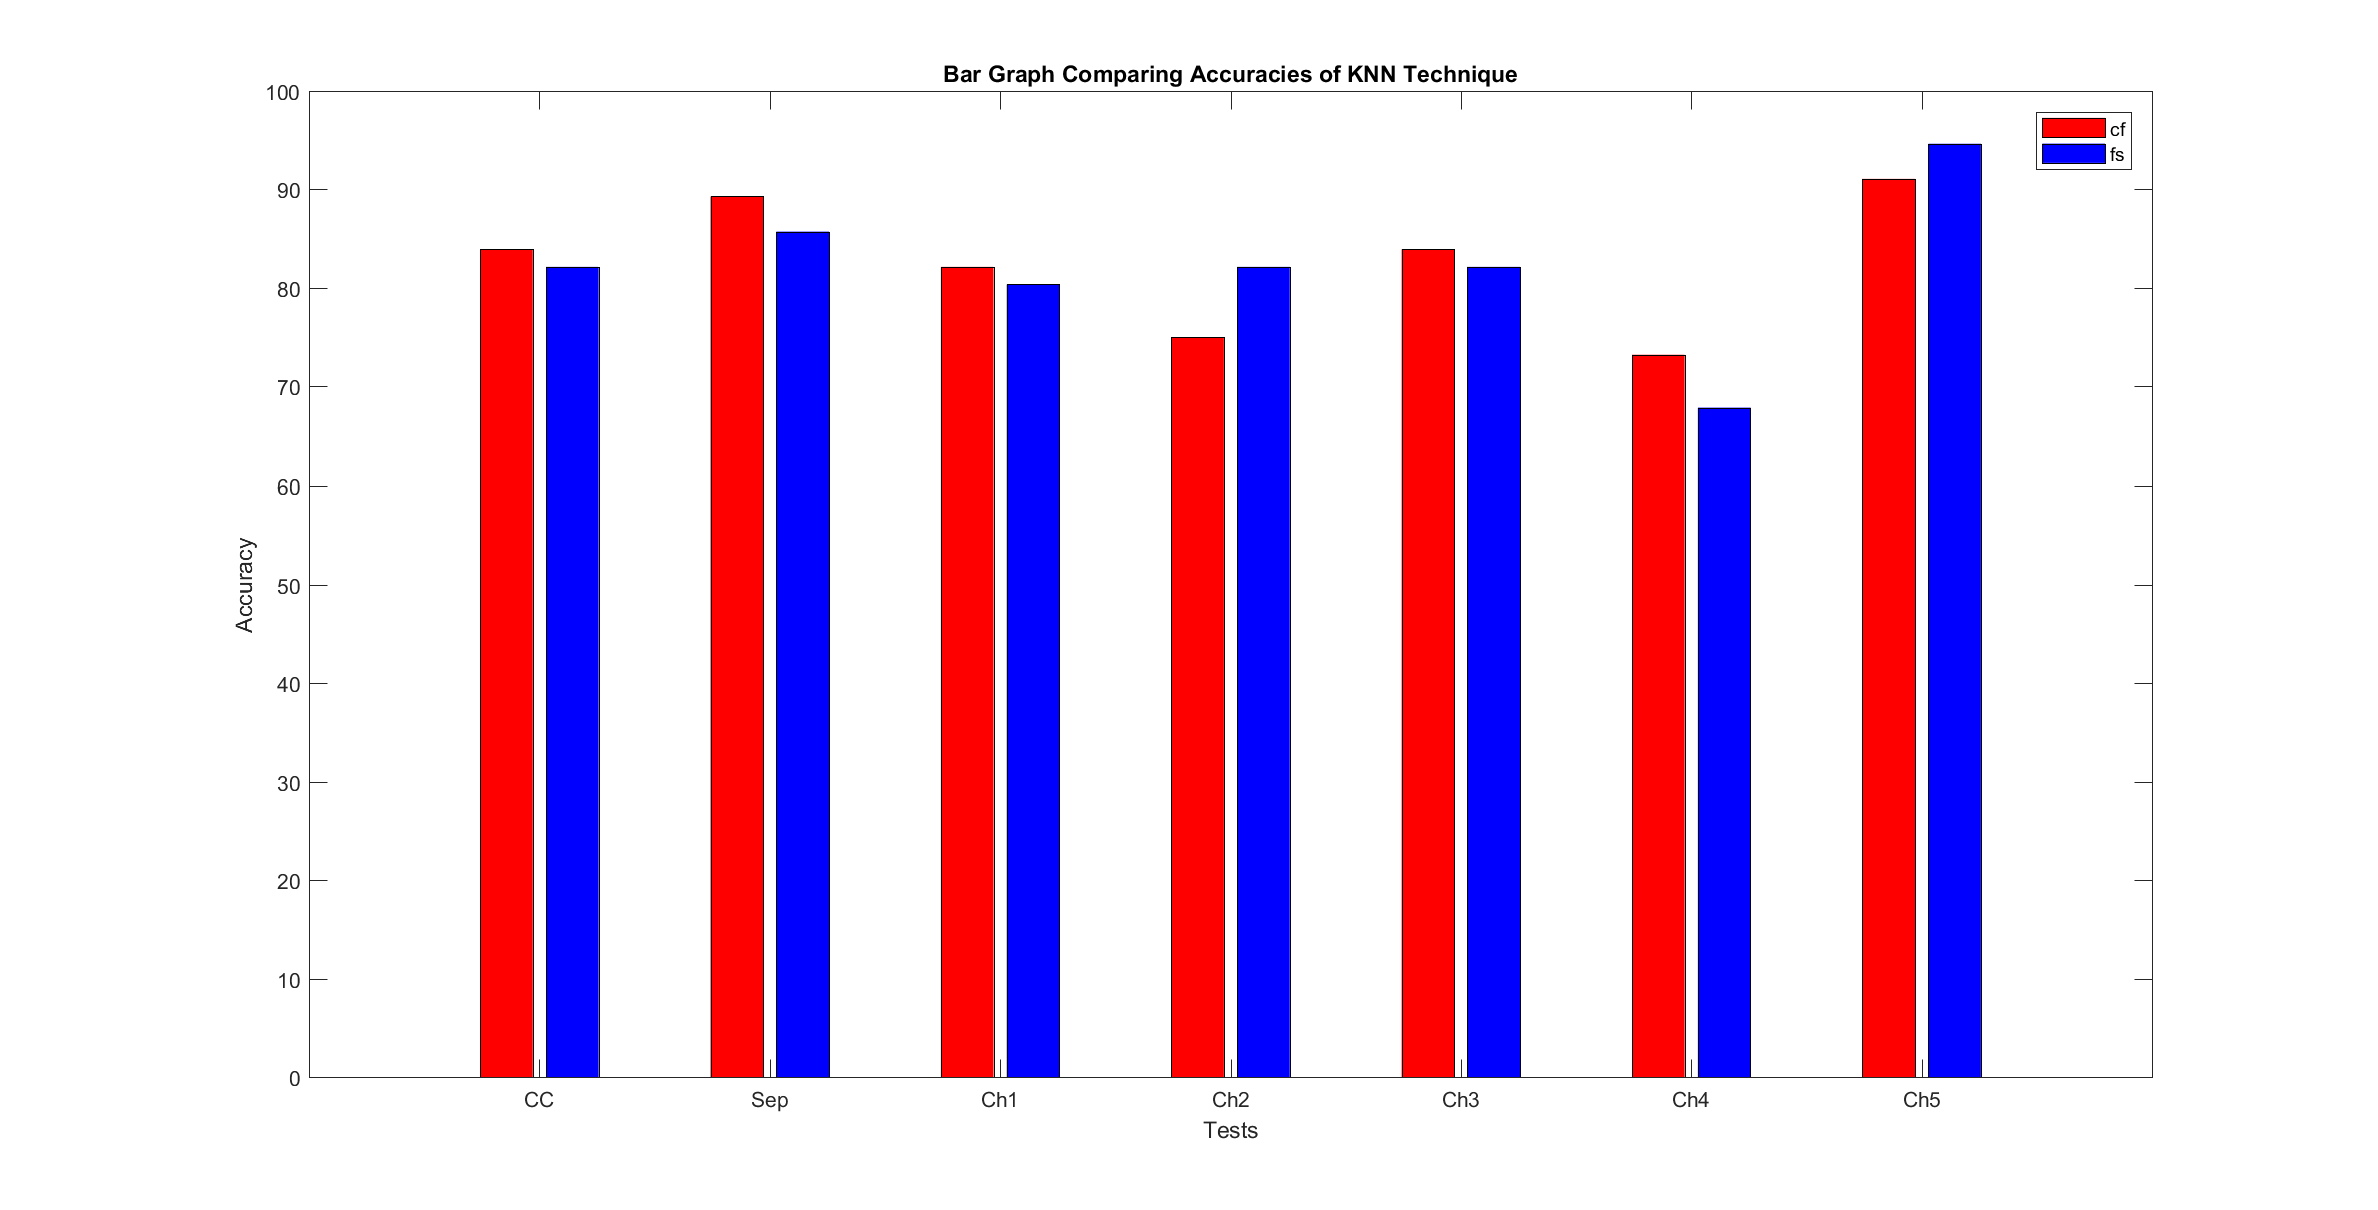 Bar Graph Comparing Accuracies of KNN Technique
100
90
80
70
60
50
40
30
20
10
0
Accuracy
cf
fs
CC Sep Ch1 Ch2 Ch3 Ch4 Ch5
Tests